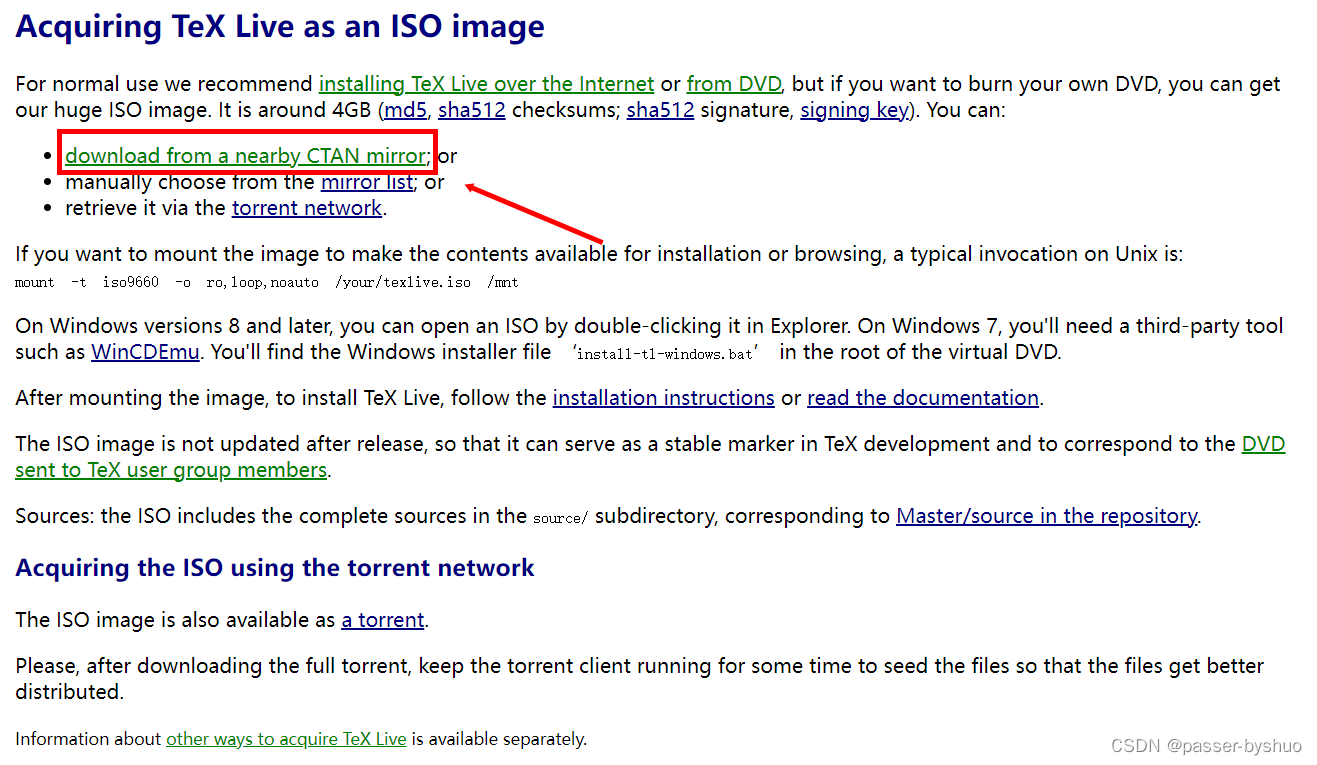 Acquiring TeX Live as an ISO image
For normal use we recommend installing TeX Live over the Internet or from DVD, but if you want to burn your own DVD, you can get
our huge ISO image. It is around 4GB (md5, sha512 checksums; sha512 signature, signing key). You can:
• download from a nearby CTAN mirror; or
• manually choose from the mirror list; or
• retrieve it via the torrent network.
If you want to mount the image to make the contents available for installation or browsing, a typical invocation on Unix is:
mount -t iso9660 -o ro,loop,noauto /your/texlive.iso /mnt
On Windows versions 8 and later, you can open an ISO by double-clicking it in Explorer. On Windows 7, you'll need a third-party tool
such as WinCDEmu. You'll find the Windows installer file ‘install-tl-windows.bat’ in the root of the virtual DVD.
After mounting the image, to install TeX Live, follow the installation instructions or read the documentation.
The ISO image is not updated after release, so that it can serve as a stable marker in TeX development and to correspond to the DVD
sent to TeX user group members.
Sources: the ISO includes the complete sources in the source/ subdirectory, corresponding to Master/source in the repository.
Acquiring the ISO using the torrent network
The ISO image is also available as a torrent.
Please, after downloading the full torrent, keep the torrent client running for some time to seed the files so that the files get better
distributed.
Information about other ways to acquire TeX Live is available separately.
CSDN @passer-byshuo